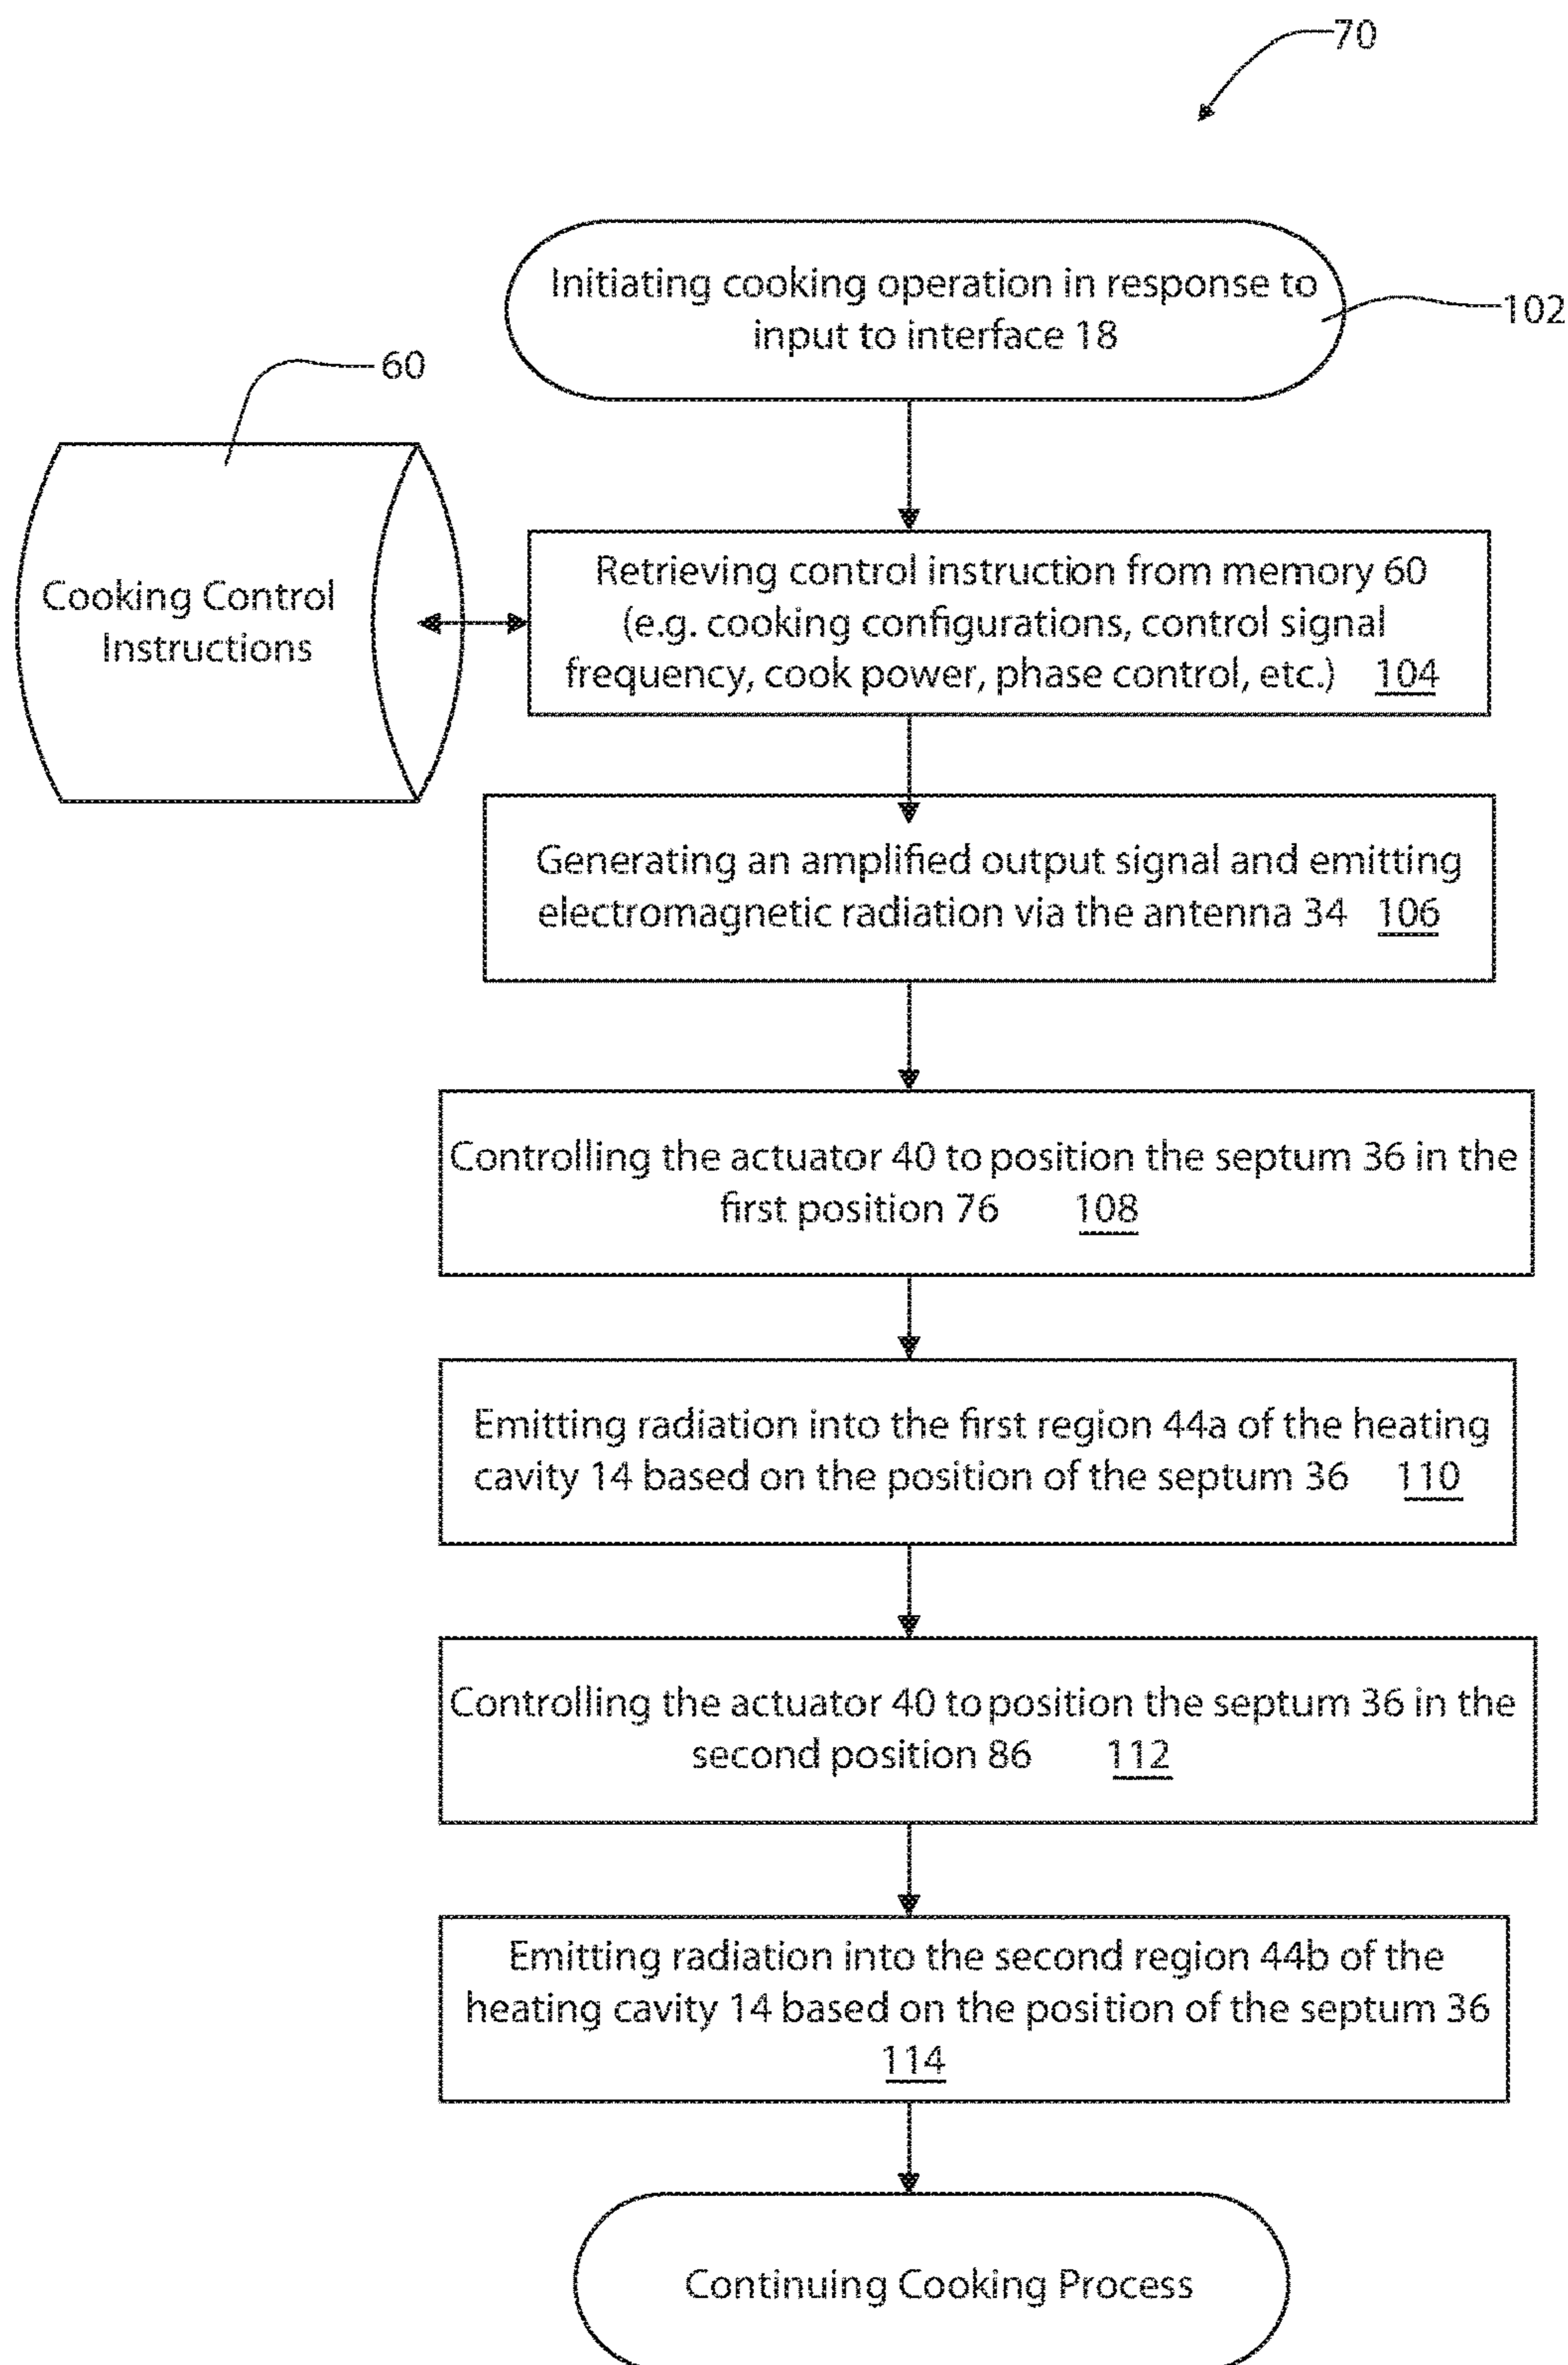 70
Initiating cooking operation in response to
input to interface 18
102
60
Cooking Control
Instructions
Retrieving control instruction from memory 60
(e.g. cooking configurations, control signal
frequency, cook power, phase control, etc.) 104
Generating an amplified output signal and emitting
electromagnetic radiation via the antenna 34 106
Controlling the actuator 40 to position the septum 36 in the
first position 76 108
Emitting radiation into the first region 44a of the heating
cavity 14 based on the position of the septum 36 110
Controlling the actuator 40 to position the septum 36 in the
second position 86 112
Emitting radiation into the second region 44b of the
heating cavity 14 based on the position of the septum 36
114
Continuing Cooking Process